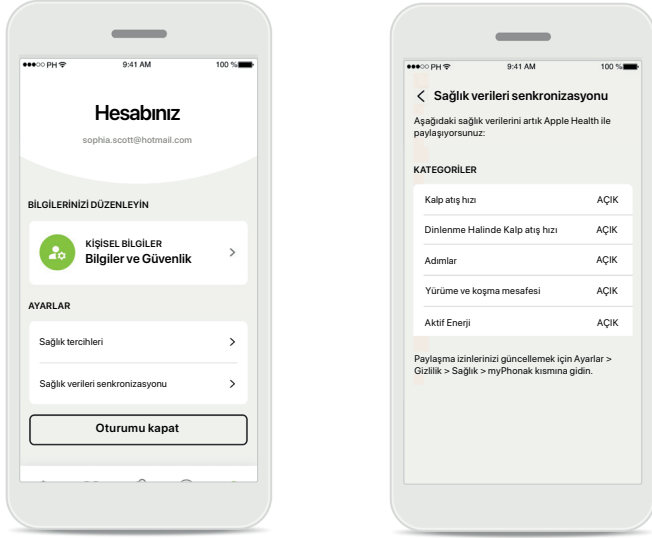 PH
9:41 AM
100 %
Hesabınız
sophia.scott@hotmail.com
BİLGİLERİNİZİ DÜZENLEYİN
KİŞİSEL BİLGİLER
Bilgiler ve Güvenlik
AYARLAR
Sağlık tercihleri
Sağlık verileri senkronizasyonu
Oturumu kapat
PH
9:41 AM
100 %
Sağlık verileri senkronizasyonu
Aşağıdaki sağlık verilerini artık Apple Health ile
paylaşıyorsunuz:
KATEGORİLER
Kalp atış hızı AÇIK
Dinlenme Halinde Kalp atış hızı AÇIK
Adımlar AÇIK
Yürüme ve koşma mesafesi AÇIK
Aktif Enerji AÇIK
Paylaşma izinlerinizi güncellemek için Ayarlar >
Gizlilik > Sağlık > myPhonak kısmına gidin.